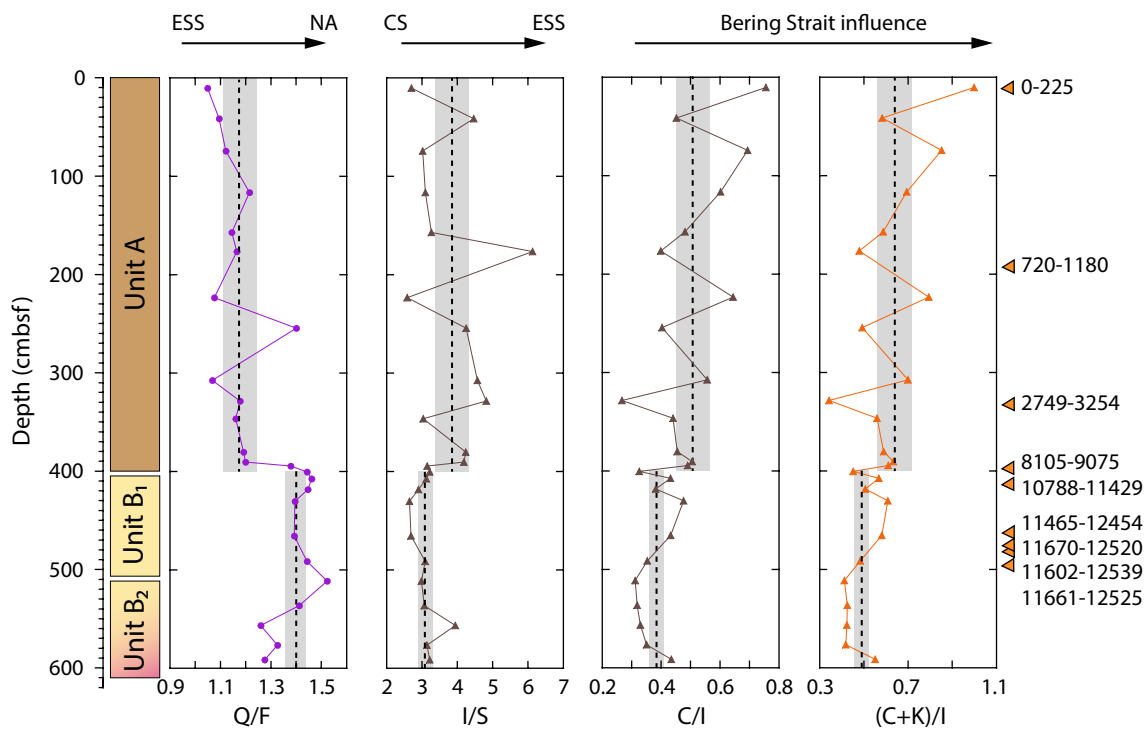 ESS NA CS ESS Bering Strait influence
Depth (cmbsf)
0
100
200
300
400
500
600
Unit A
Unit B₁
Unit B₂
0.9 1.1 1.3 1.5
Q/F
2 3 4 5 6 7
I/S
0.2 0.4 0.6 0.8
C/I
0.3 0.7 1.1
(C+K)/I
0-225
720-1180
2749-3254
8105-9075
10788-11429
11465-12454
11670-12520
11602-12539
11661-12525